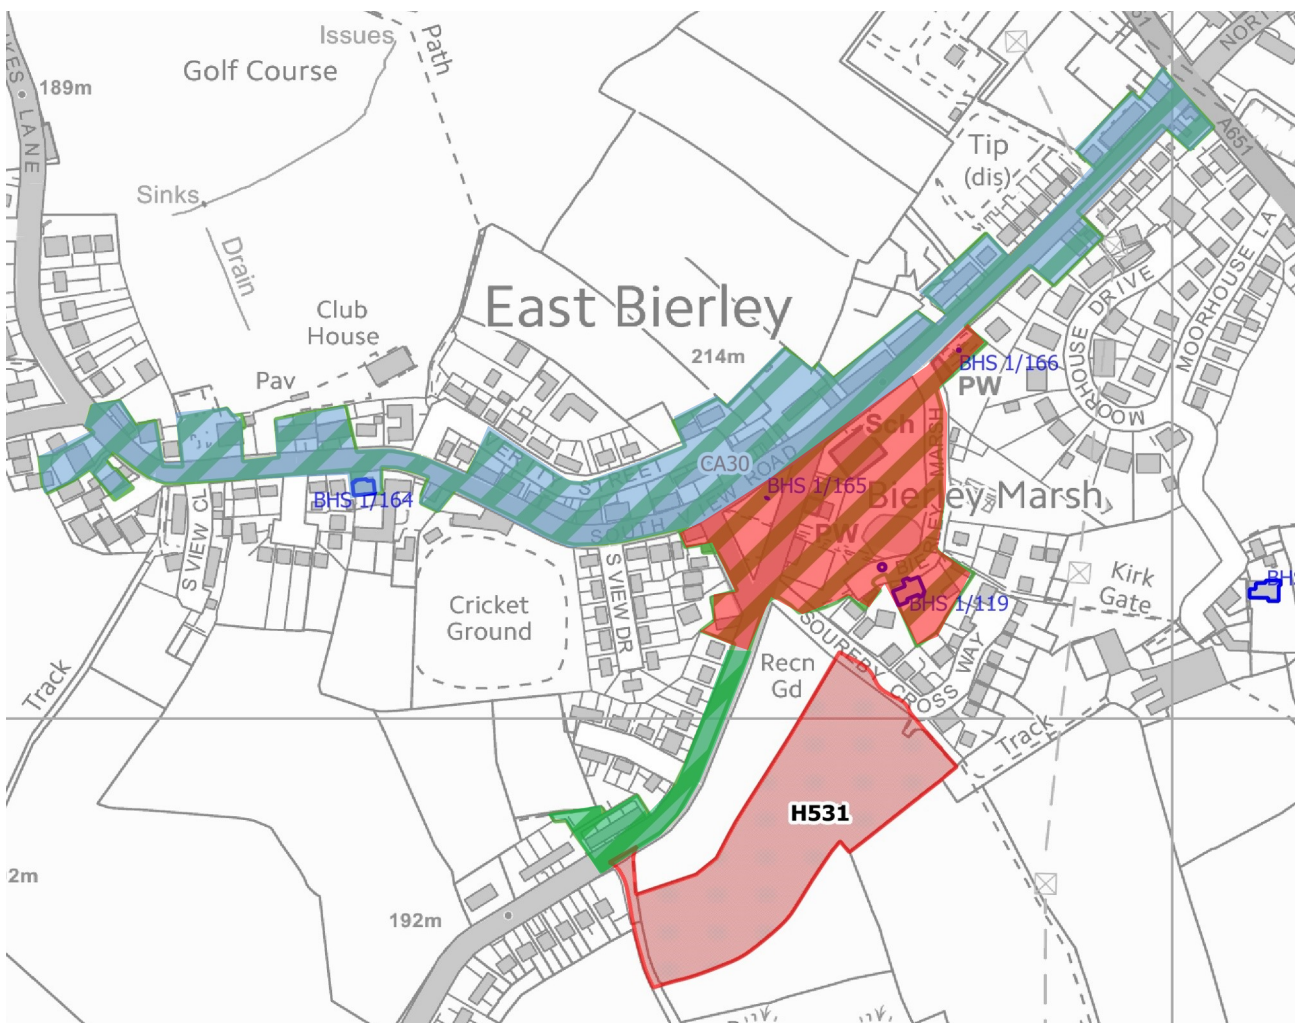 Issues
Path
Golf Course
189m
LANE
A651
Tip
(dis)
Sinks
Drain
MOORHOUSE LA
MOORHOUSE DRIVE
East Bierley
Club
House
214m
Pav
BHS 1/166
PW
Sch
BIERLEY MARSH
CA30
STREET
SOUTH VIEW ROAD
BHS 1/165
Bierley Marsh
BHS 1/164
PW
S VIEW CL
S VIEW DR
Kirk
Gate
BHS 1/119
Cricket
Ground
SOUREBY CROSS WAY
Recn
Gd
Track
Track
H531
192m